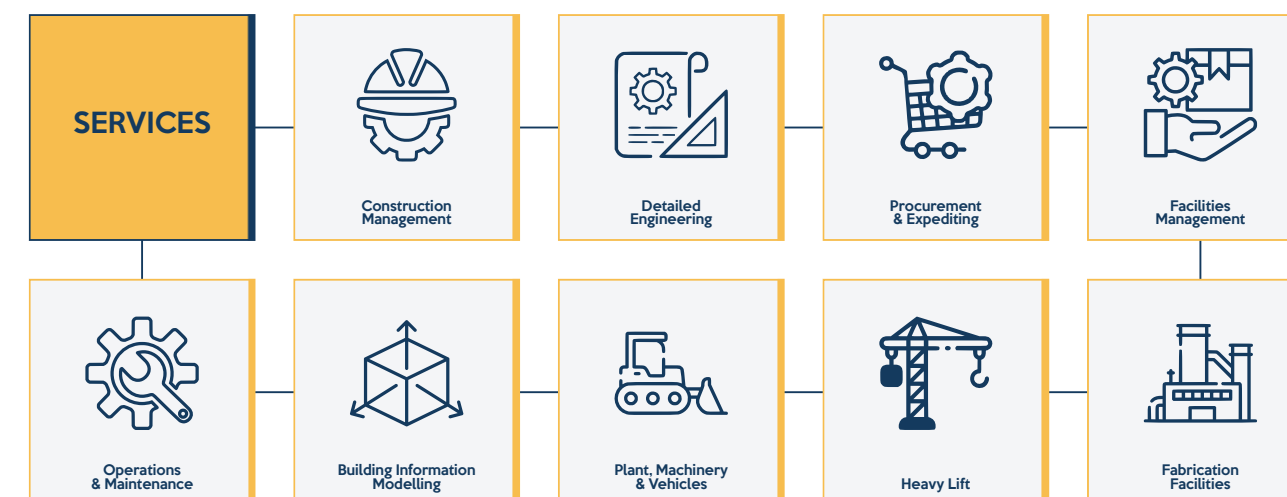 SERVICES
Construction
Management
Detailed
Engineering
Procurement
& Expediting
Facilities
Management
Operations
& Maintenance
Building Information
Modelling
Plant, Machinery
& Vehicles
Heavy Lift
Fabrication
Facilities